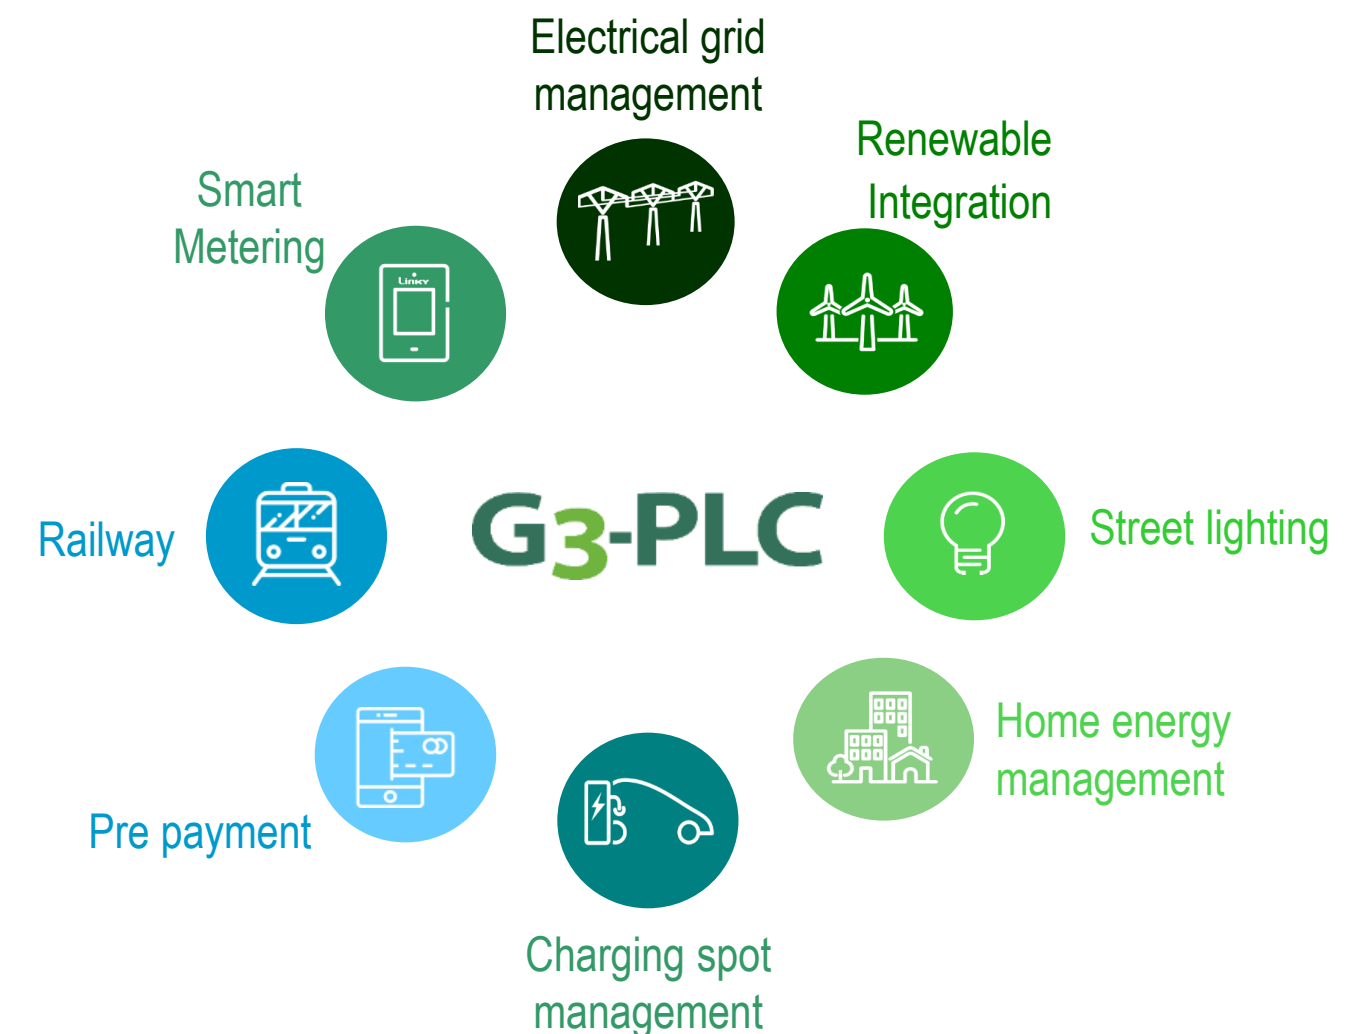 Electrical grid
management
Renewable
Integration
Smart
Metering
Linky
Railway
G3-PLC
Street lighting
Home energy
management
Pre payment
Charging spot
management